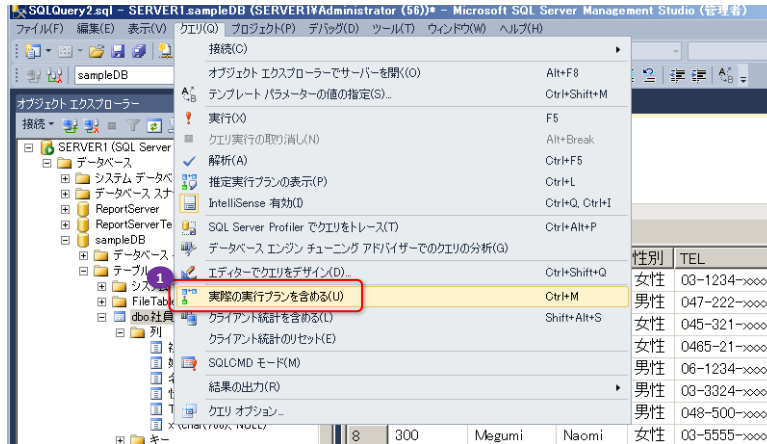 SQLQuery2.sql - SERVER1.sampleDB (SERVER1¥Administrator (56))* - Microsoft SQL Server Management Studio (管理者)
ファイル(F) 編集(E) 表示(V) クエリ(Q) プロジェクト(P) デバッグ(D) ツール(T) ウィンドウ(W) ヘルプ(H)
sampleDB
オブジェクト エクスプローラー
接続
SERVER1 (SQL Server
データベース
システム データベ
データベース スナ
ReportServer
ReportServerTe
sampleDB
データベース
テーブル
システ
FileTable
dbo.社員
列
x (char(700), NULL)
キー
接続(C)
オブジェクト エクスプローラーでサーバーを開く(O) Alt+F8
テンプレート パラメーターの値の指定(S)... Ctrl+Shift+M
実行(X) F5
クエリ実行の取り消し(N) Alt+Break
解析(A) Ctrl+F5
推定実行プランの表示(P) Ctrl+L
IntelliSense 有効(I) Ctrl+Q, Ctrl+I
SQL Server Profiler でクエリをトレース(T) Ctrl+Alt+P
データベース エンジン チューニング アドバイザーでのクエリの分析(G)
エディターでクエリをデザイン(D)... Ctrl+Shift+Q
1
実際の実行プランを含める(U) Ctrl+M
クライアント統計を含める(L) Shift+Alt+S
クライアント統計のリセット(E)
SQLCMD モード(M)
結果の出力(R)
クエリ オプション...
性別 TEL
女性 03-1234-xxxx
男性 047-222-xxxx
女性 045-321-xxxx
女性 0465-21-xxxx
男性 06-1234-xxxx
男性 03-3324-xxxx
男性 048-500-xxxx
8 300 Megumi Naomi 女性 03-5555-xxxx